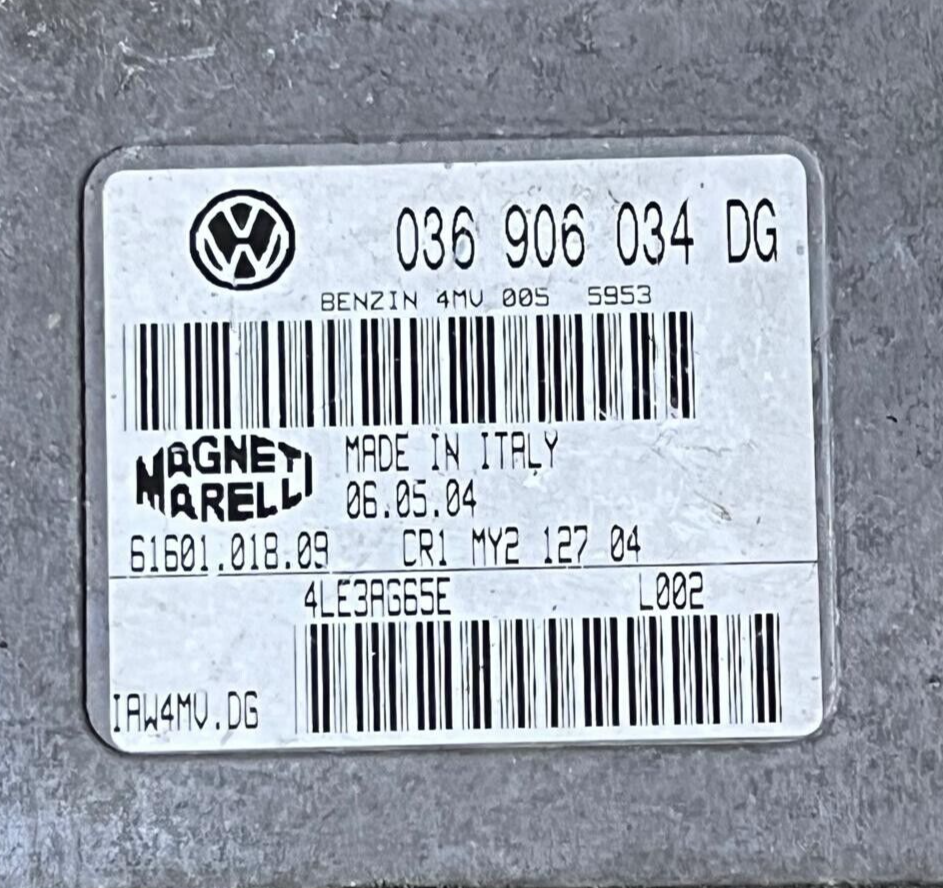 036 906 034 DG
BENZIN 4MV 005 5953
MAGNETI MARELLI
MADE IN ITALY
06.05.04
61601.018.09 CR1 MY2 127 04
4LE3AG65E L002
IAW4MV.DG